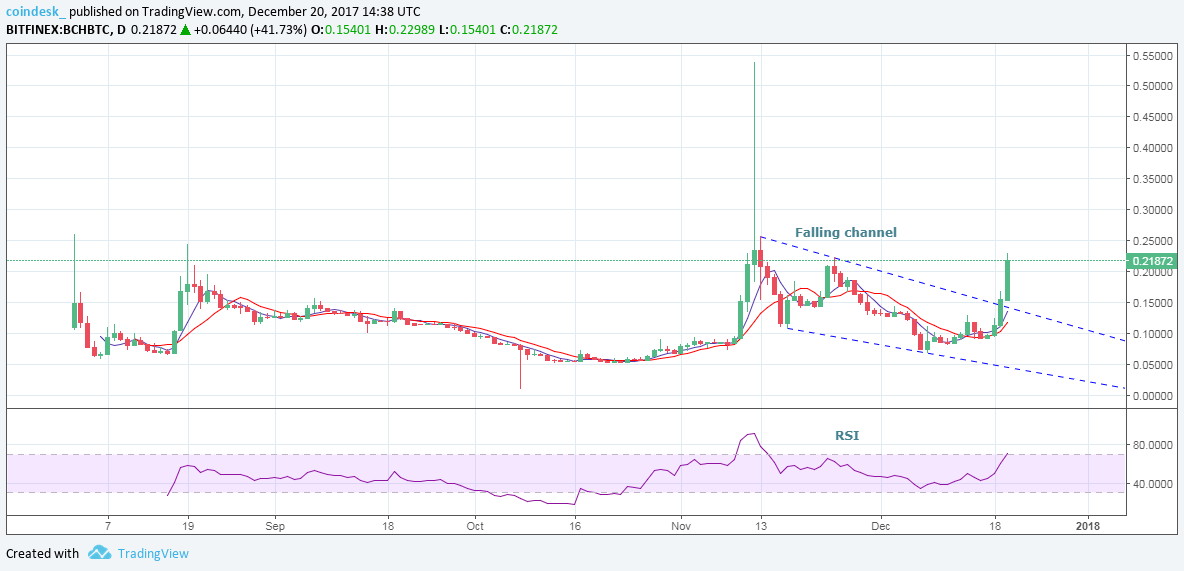 coindesk_ published on TradingView.com, December 20, 2017 14:38 UTC
BITFINEX:BCHBTC, D 0.21872 ▲ +0.06440 (+41.73%) O:0.15401 H:0.22989 L:0.15401 C:0.21872
0.55000
0.50000
0.45000
0.40000
0.35000
0.30000
Falling channel
0.25000
0.21872
0.20000
0.15000
0.10000
0.05000
0.00000
RSI
80.0000
40.0000
7 19 Sep 18 Oct 16 Nov 13 Dec 18 2018
Created with TradingView